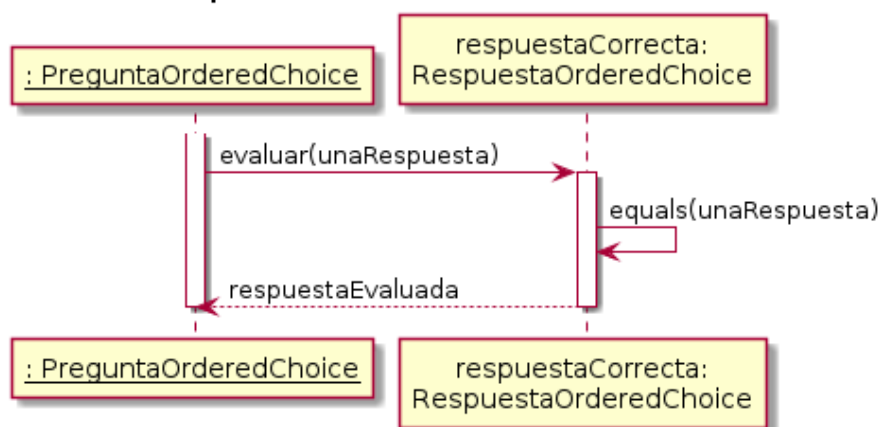 : PreguntaOrderedChoice
respuestaCorrecta:
RespuestaOrderedChoice
evaluar(unaRespuesta)
equals(unaRespuesta)
respuestaEvaluada
: PreguntaOrderedChoice
respuestaCorrecta:
RespuestaOrderedChoice